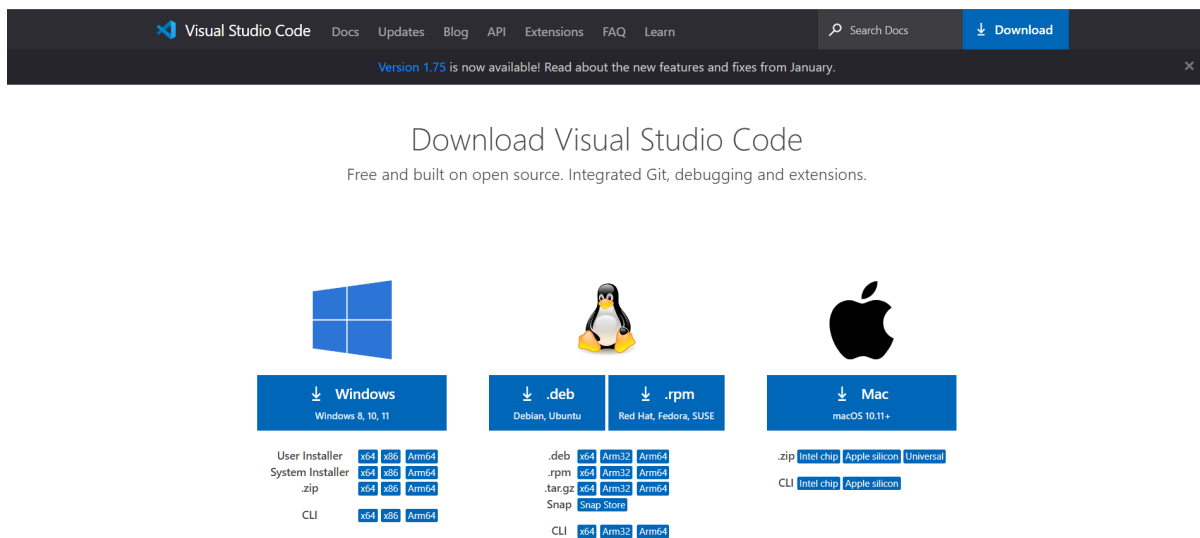 Visual Studio Code Docs Updates Blog API Extensions FAQ Learn Search Docs Download
Version 1.75 is now available! Read about the new features and fixes from January.
Download Visual Studio Code
Free and built on open source. Integrated Git, debugging and extensions.
Windows
Windows 8, 10, 11
User Installer x64 x86 Arm64
System Installer x64 x86 Arm64
.zip x64 x86 Arm64
CLI x64 x86 Arm64
.deb
Debian, Ubuntu
.rpm
Red Hat, Fedora, SUSE
.deb x64 Arm32 Arm64
.rpm x64 Arm32 Arm64
.tar.gz x64 Arm32 Arm64
Snap Snap Store
CLI x64 Arm32 Arm64
Mac
macOS 10.11+
.zip Intel chip Apple silicon Universal
CLI Intel chip Apple silicon